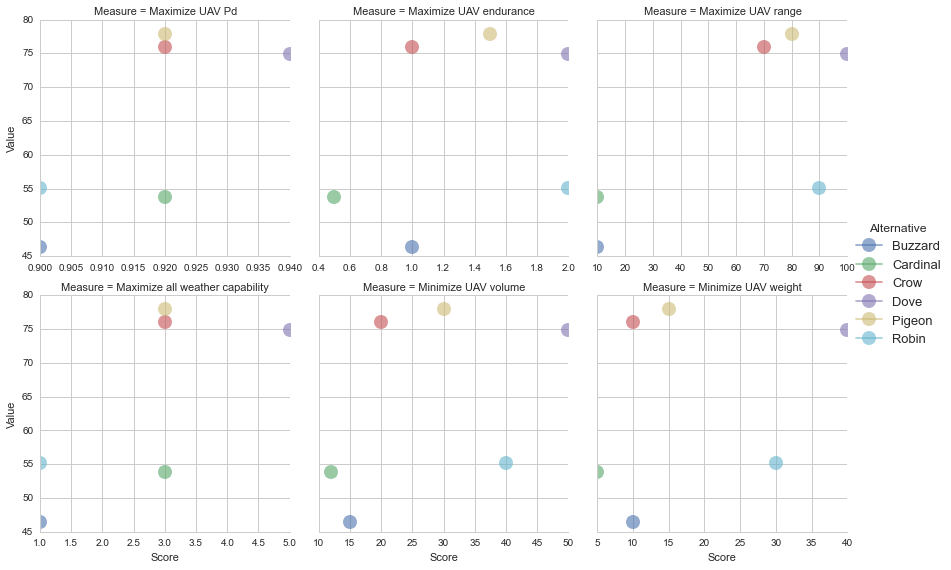 Measure = Maximize UAV Pd
Measure = Maximize UAV endurance
Measure = Maximize UAV range
80
75
70
65
60
55
50
45
Value
0.900 0.905 0.910 0.915 0.920 0.925 0.930 0.935 0.940
0.4 0.6 0.8 1.0 1.2 1.4 1.6 1.8 2.0
10 20 30 40 50 60 70 80 90 100
Alternative
Buzzard
Cardinal
Crow
Dove
Pigeon
Robin
Measure = Maximize all weather capability
Measure = Minimize UAV volume
Measure = Minimize UAV weight
80
75
70
65
60
55
50
45
Value
1.0 1.5 2.0 2.5 3.0 3.5 4.0 4.5 5.0
10 15 20 25 30 35 40 45 50
5 10 15 20 25 30 35 40
Score
Score
Score